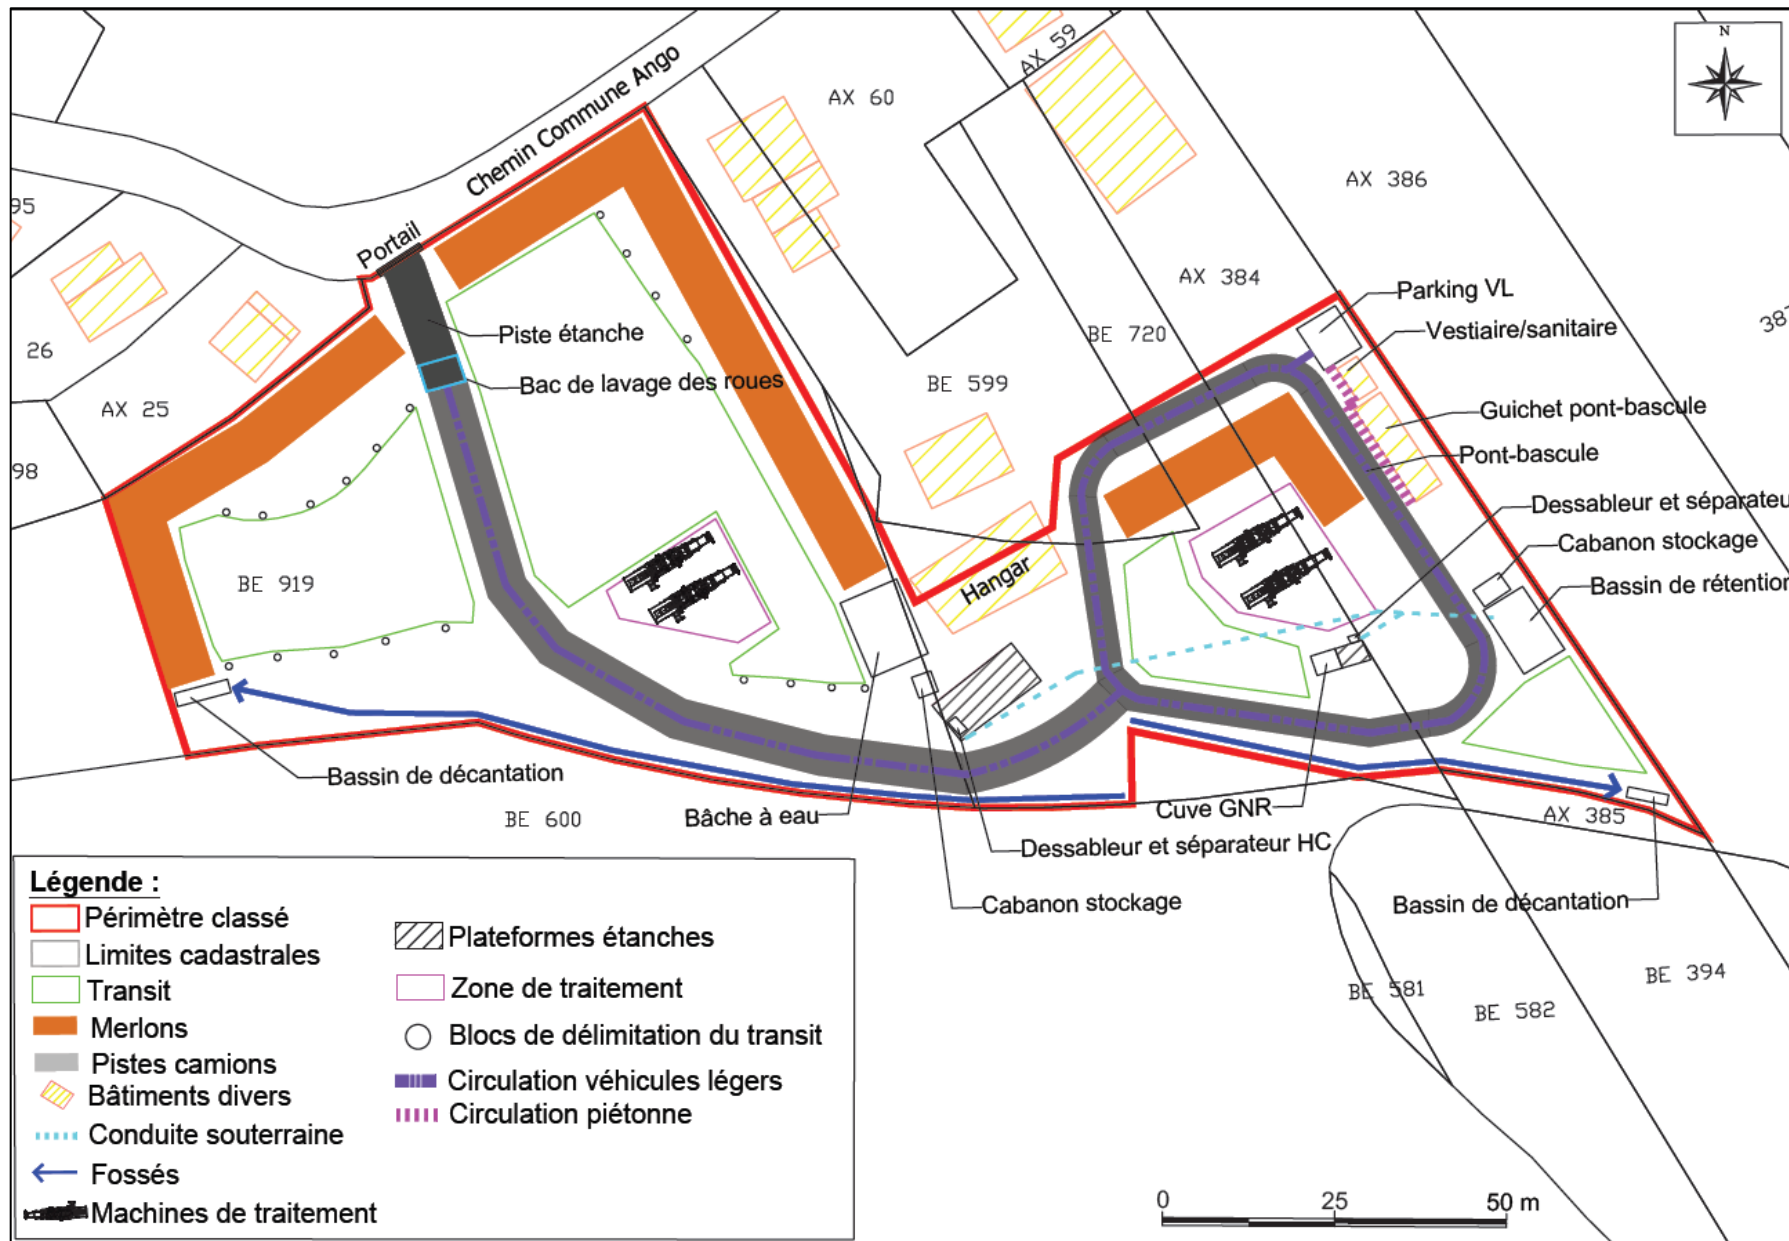 N
AX 59
AX 60
Chemin Commune Ango
AX 386
95
Portail
AX 384
Parking VL
387
Piste étanche
BE 720
Vestiaire/sanitaire
26
Bac de lavage des roues
BE 599
AX 25
Guichet pont-bascule
Pont-bascule
98
Dessableur et séparateu
Cabanon stockage
Hangar
BE 919
Bassin de rétention
Bassin de décantation
BE 600
Bâche à eau
Cuve GNR
AX 385
Dessableur et séparateur HC
Cabanon stockage
Bassin de décantation
BE 581
BE 582
BE 394
Légende :
Périmètre classé
Limites cadastrales
Transit
Merlons
Pistes camions
Bâtiments divers
Conduite souterraine
Fossés
Machines de traitement
Plateformes étanches
Zone de traitement
Blocs de délimitation du transit
Circulation véhicules légers
Circulation piétonne
0 25 50 m